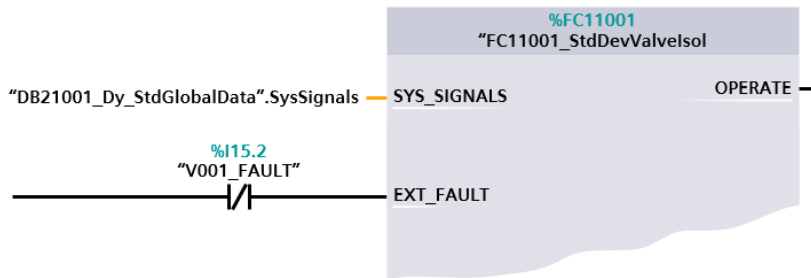 %FC11001
“FC11001_StdDevValveIsol
“DB21001_Dy_StdGlobalData”.SysSignals
SYS_SIGNALS
OPERATE
%I15.2
“V001_FAULT”
EXT_FAULT